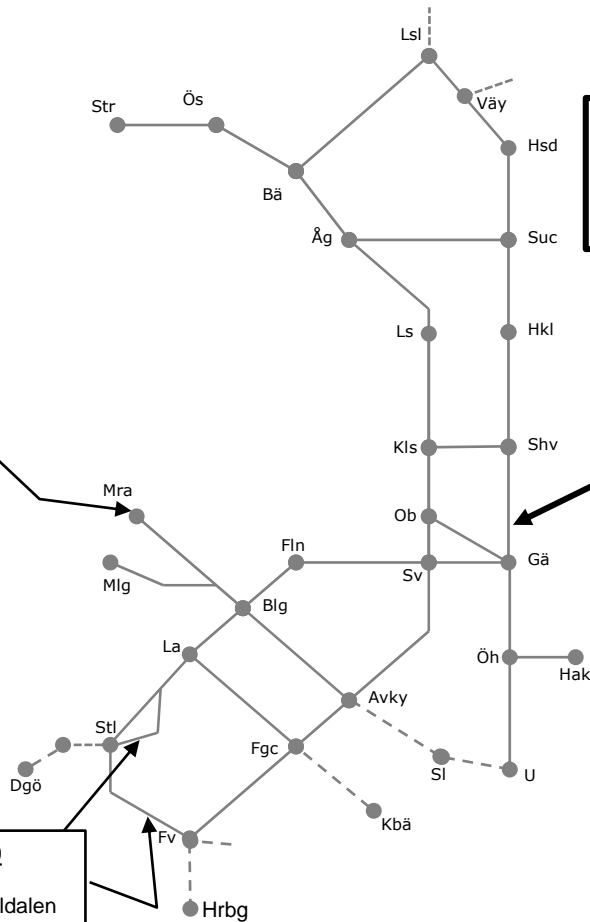 Lsl
Väy
Str
Ös
Hsd
Bä
Åg
Suc
Ls
Hkl
Kls
Shv
Mra
Ob
Fln
Gä
Mlg
Sv
Blg
La
Öh
Hak
Avky
Stl
Fgc
Sl
U
Dgö
Kbä
Fv
ldalen
Hrbg